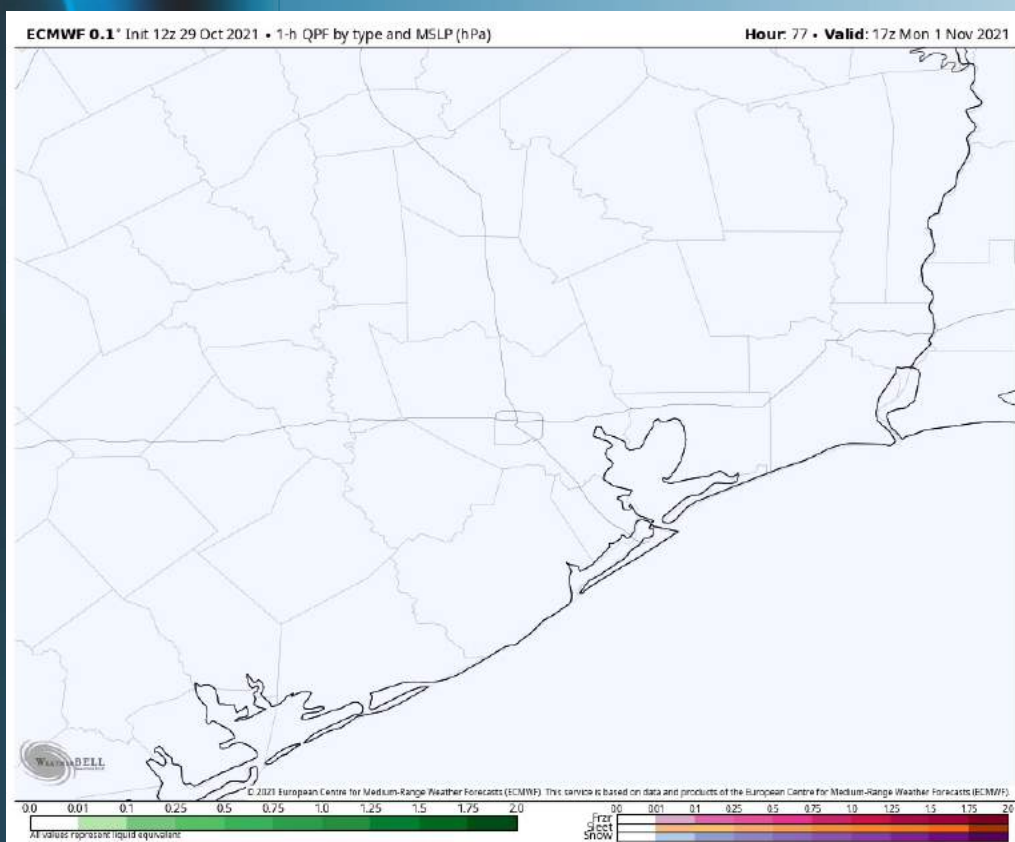 ECMWF 0.1° Init 12z 29 Oct 2021 • 1-h QPF by type and MSLP (hPa)
Hour: 77 • Valid: 17z Mon 1 Nov 2021
WEATHERBELL
© 2021 European Centre for Medium-Range Weather Forecasts (ECMWF). This service is based on data and products of the European Centre for Medium-Range Weather Forecasts (ECMWF).
0.0 0.01 0.1 0.25 0.5 0.75 1.0 1.25 1.5 1.75 2.0
All values represent liquid equivalent
0.0 0.01 0.1 0.25 0.5 0.75 1.0 1.25 1.5 1.75 2.0
Frzr
Sleet
Snow